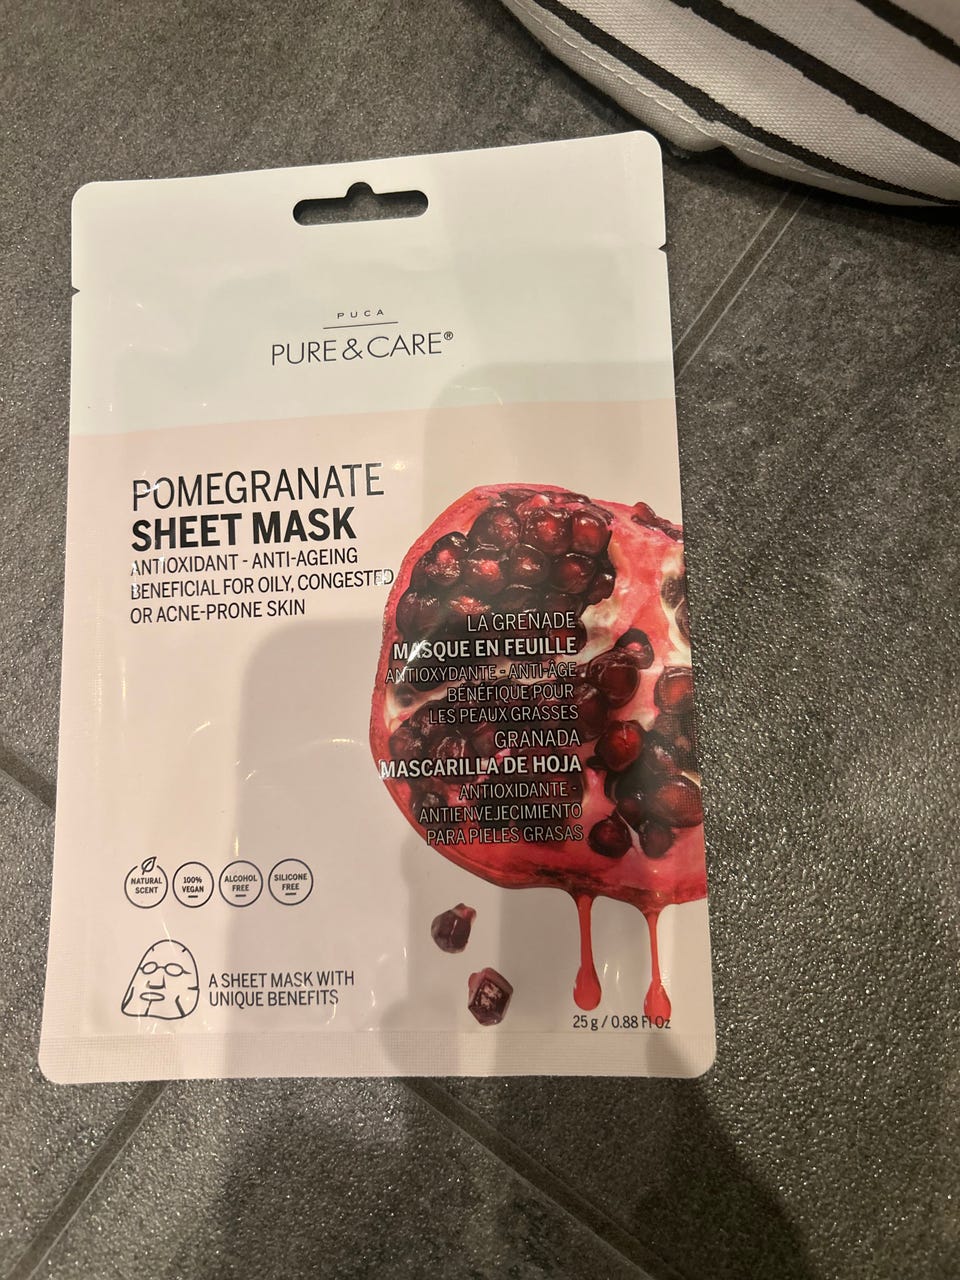 PUCA
PURE & CARE®
POMEGRANATE
SHEET MASK
ANTIOXIDANT - ANTI-AGEING
BENEFICIAL FOR OILY, CONGESTED
OR ACNE-PRONE SKIN
LA GRENADE
MASQUE EN FEUILLE
ANTIOXYDANTE - ANTI-ÂGE
BÉNÉFIQUE POUR
LES PEAUX GRASSES
GRANADA
MASCARILLA DE HOJA
ANTIOXIDANTE -
ANTIENVEJECIMIENTO
PARA PIELES GRASAS
NATURAL
SCENT
100%
VEGAN
ALCOHOL
FREE
SILICONE
FREE
A SHEET MASK WITH
UNIQUE BENEFITS
25 g / 0.88 Fl Oz